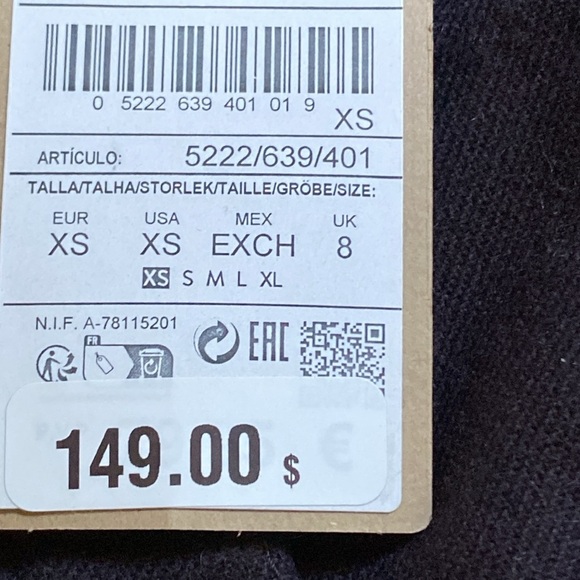 0 5222 639 401 01 9
XS
ARTÍCULO: 5222/639/401
TALLA/TALHA/STORLEK/TAILLE/GRÖBE/SIZE:
EUR USA MEX UK
XS XS EXCH 8
XS S M L XL
N.I.F. A-78115201
FR
EAC
149.00 $